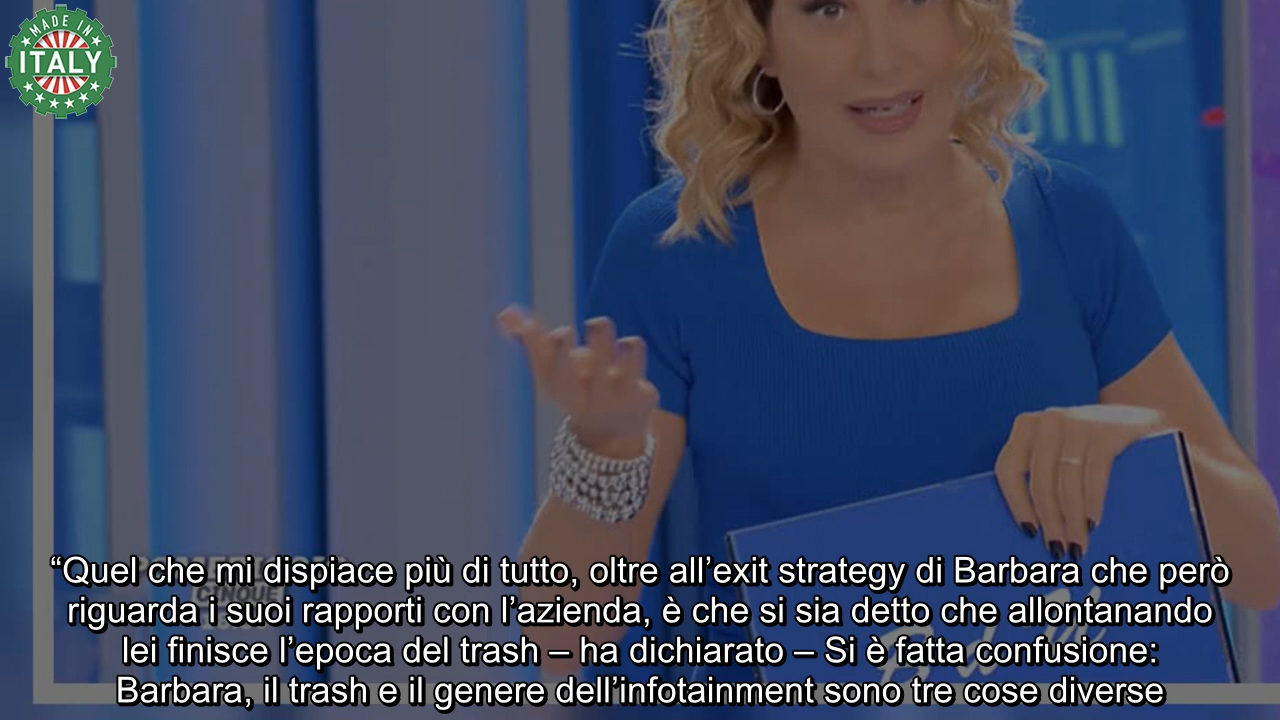 MADE IN
ITALY
“Quel che mi dispiace più di tutto, oltre all’exit strategy di Barbara che però
riguarda i suoi rapporti con l’azienda, è che si sia detto che allontanando
lei finisce l’epoca del trash – ha dichiarato – Si è fatta confusione:
Barbara, il trash e il genere dell’infotainment sono tre cose diverse
CINQUE